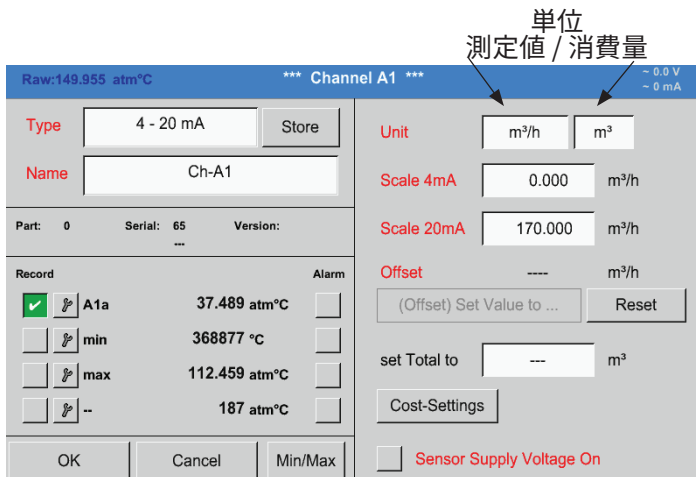 単位
測定値 / 消費量
Raw:149.955 atm°C
*** Channel A1 ***
~ 0.0 V
~ 0 mA
Type 4 - 20 mA Store
Name Ch-A1
Part: 0 Serial: 65 Version:
---
Record Alarm
A1a 37.489 atm°C
min 368877 °C
max 112.459 atm°C
-- 187 atm°C
OK Cancel Min/Max
Unit m³/h m³
Scale 4mA 0.000 m³/h
Scale 20mA 170.000 m³/h
Offset ---- m³/h
(Offset) Set Value to ... Reset
set Total to --- m³
Cost-Settings
Sensor Supply Voltage On